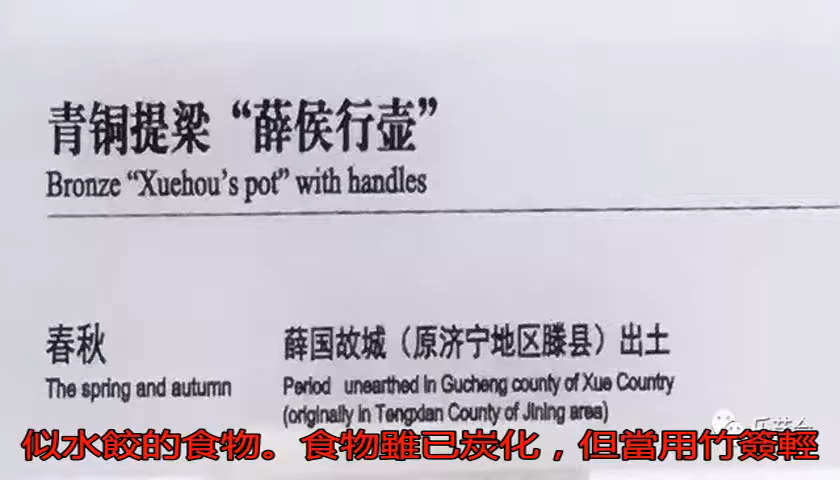 青铜提梁“薛侯行壶”
Bronze “Xuehou’s pot” with handles
春秋
The spring and autumn
薛国故城（原济宁地区滕县）出土
Period unearthed in Gucheng county of Xue Country
(originally in Tengxian County of Jining area)
似水餃的食物。食物雖已炭化，但當用竹簽輕